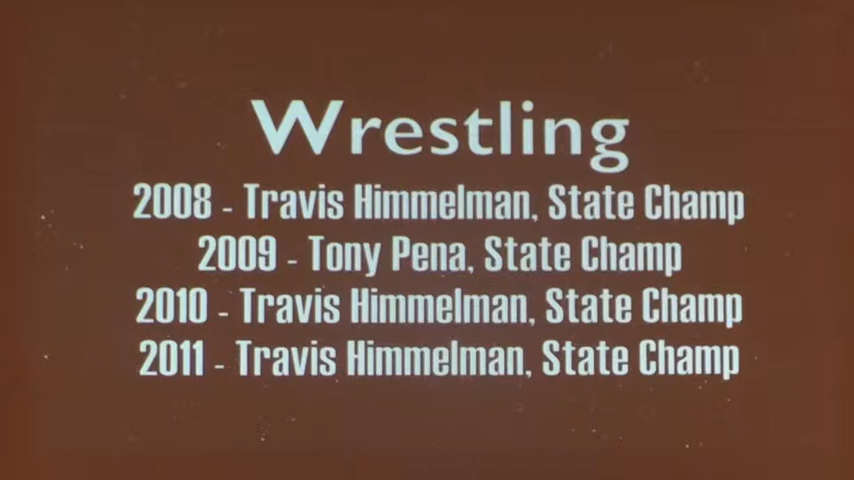 Wrestling
2008 - Travis Himmelman, State Champ
2009 - Tony Pena, State Champ
2010 - Travis Himmelman, State Champ
2011 - Travis Himmelman, State Champ